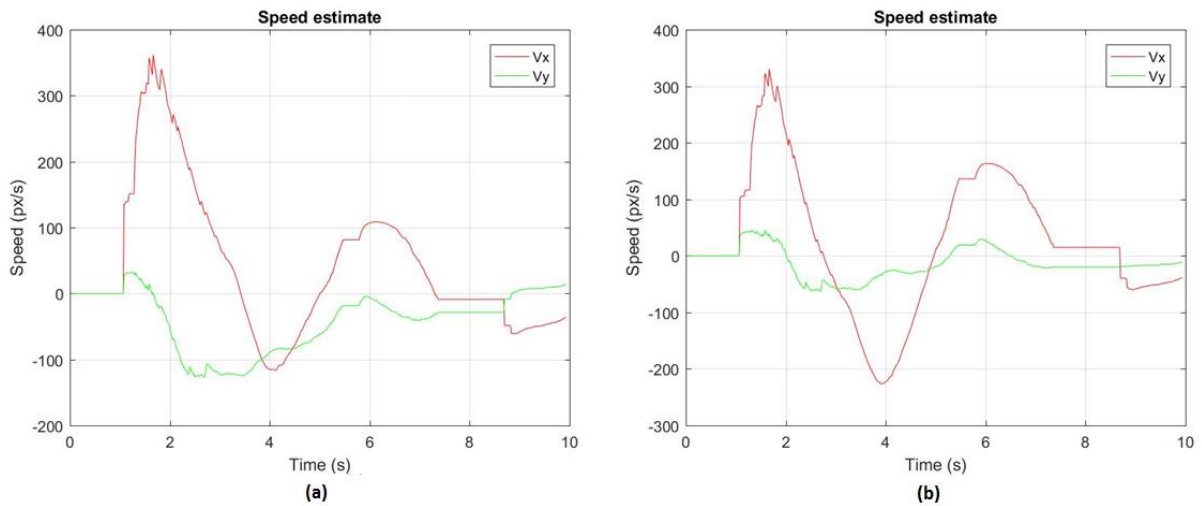 Speed estimate
400
300
200
100
0
-100
-200
Speed (px/s)
0 2 4 6 8 10
Time (s)
Vx
Vy
(a)
Speed estimate
400
300
200
100
0
-100
-200
-300
Speed (px/s)
0 2 4 6 8 10
Time (s)
Vx
Vy
(b)